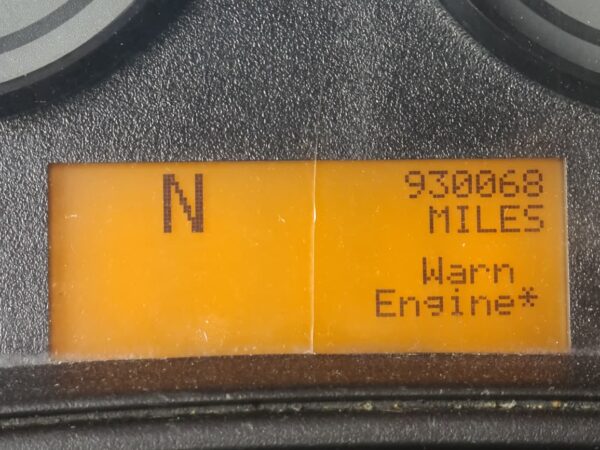 N
930068
MILES
Warn
Engine*